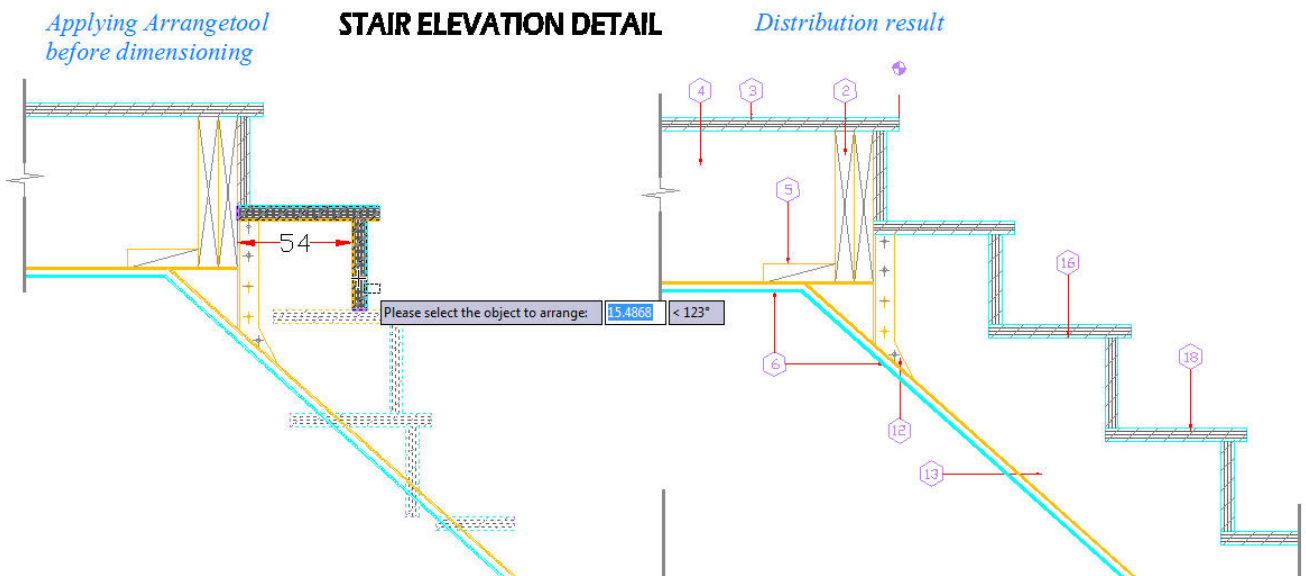 Applying Arrangetool
before dimensioning
STAIR ELEVATION DETAIL
Distribution result
54
Please select the object to arrange:
15.4868
< 123°
4
3
2
5
16
6
18
12
13